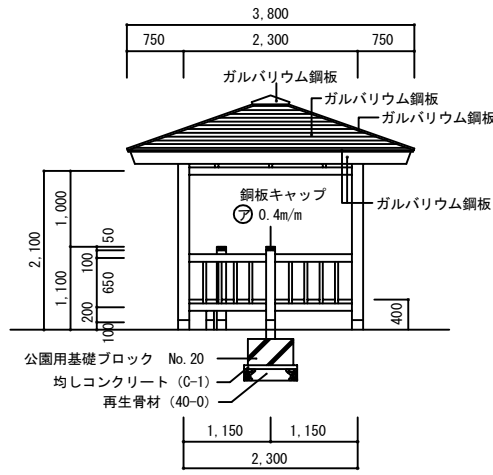 3,800
750
2,300
750
ガルバリウム鋼板
ガルバリウム鋼板
ガルバリウム鋼板
ガルバリウム鋼板
鋼板キャップ
㋐ 0.4m/m
2,100
1,000
1,100
50
100
650
200
100
400
公園用基礎ブロック No.20
均しコンクリート (C-1)
再生骨材 (40-0)
1,150
1,150
2,300